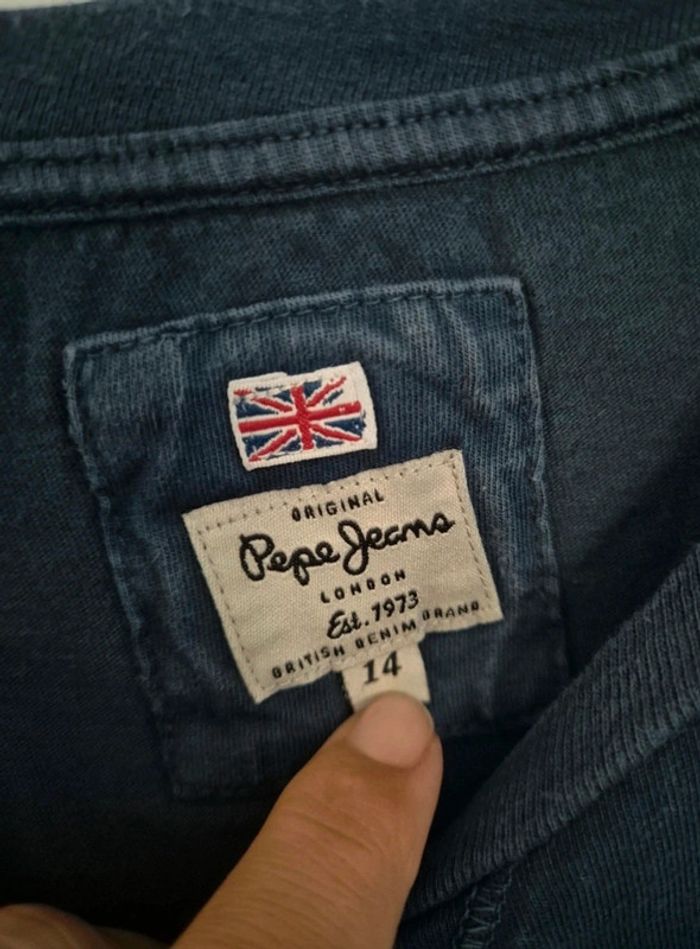 ORIGINAL
Pepe Jeans
LONDON
Est. 1973
BRITISH DENIM BRAND
14